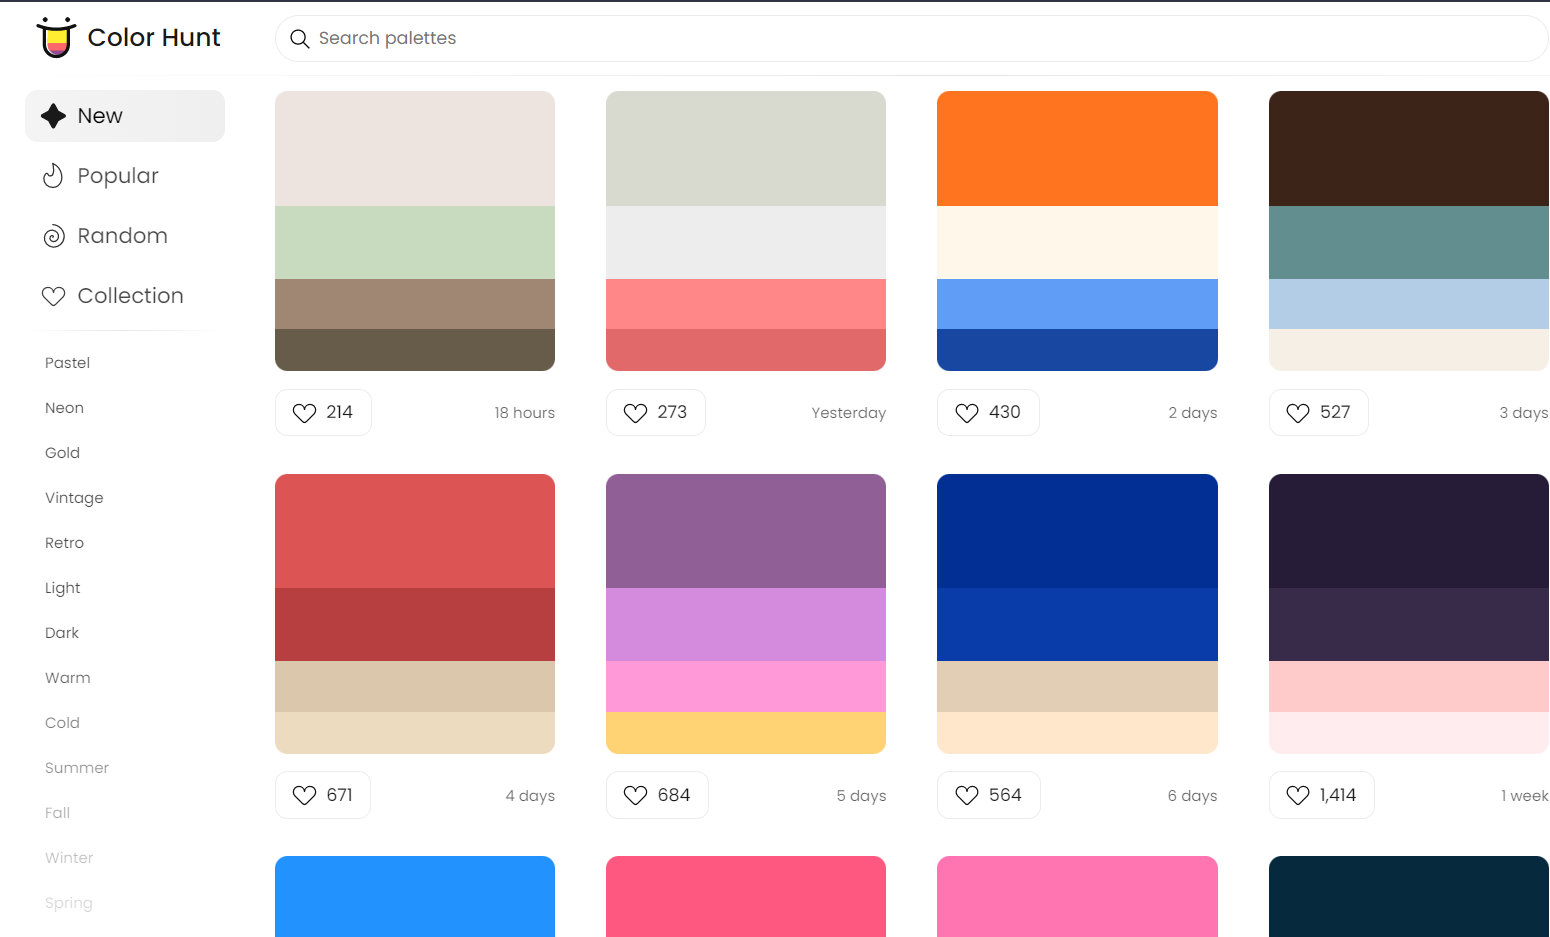 Color Hunt
Search palettes
New
Popular
Random
Collection
Pastel
Neon
Gold
Vintage
Retro
Light
Dark
Warm
Cold
Summer
Fall
Winter
Spring
214 18 hours
273 Yesterday
430 2 days
527 3 days
671 4 days
684 5 days
564 6 days
1,414 1 week